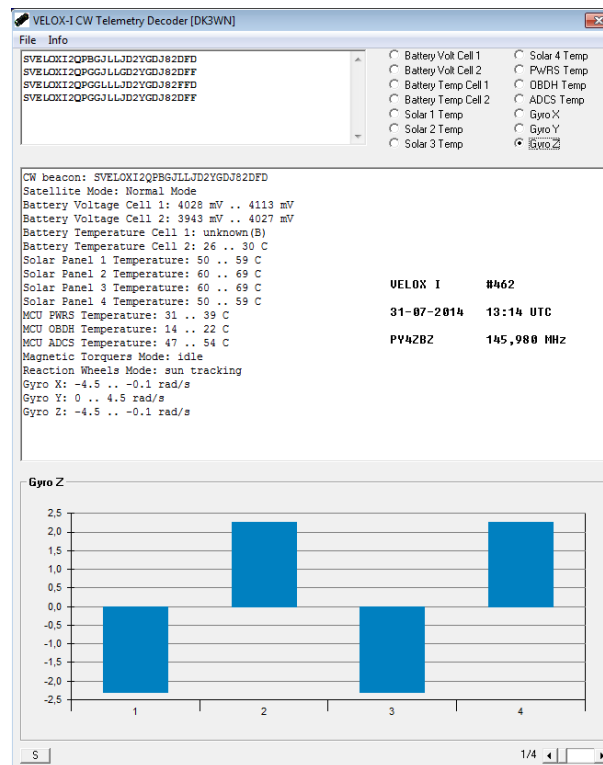 VELOX-I CW Telemetry Decoder [DK3WN]
File Info
SVELOXI2QPBGJLLJD2YGDJ82DFD
SVELOXI2QPGGJLLGD2YGDJ82DFF
SVELOXI2QPGGLLLGD2YGDJ82FFD
SVELOXI2QPGGJLLGD2YGDJ82DFF
Battery Volt Cell 1
Battery Volt Cell 2
Battery Temp Cell 1
Battery Temp Cell 2
Solar 1 Temp
Solar 2 Temp
Solar 3 Temp
Solar 4 Temp
PWRS Temp
OBDH Temp
ADCS Temp
Gyro X
Gyro Y
Gyro Z
CW beacon: SVELOXI2QPBGJLLJD2YGDJ82DFD
Satellite Mode: Normal Mode
Battery Voltage Cell 1: 4028 mV .. 4113 mV
Battery Voltage Cell 2: 3943 mV .. 4027 mV
Battery Temperature Cell 1: unknown(B)
Battery Temperature Cell 2: 26 .. 30 C
Solar Panel 1 Temperature: 50 .. 59 C
Solar Panel 2 Temperature: 60 .. 69 C
Solar Panel 3 Temperature: 60 .. 69 C
Solar Panel 4 Temperature: 50 .. 59 C
MCU PWRS Temperature: 31 .. 39 C
MCU OBDH Temperature: 14 .. 22 C
MCU ADCS Temperature: 47 .. 54 C
Magnetic Torquers Mode: idle
Reaction Wheels Mode: sun tracking
Gyro X: -4.5 .. -0.1 rad/s
Gyro Y: 0 .. 4.5 rad/s
Gyro Z: -4.5 .. -0.1 rad/s
VELOX I #462
31-07-2014 13:14 UTC
PY4ZBZ 145,980 MHz
Gyro Z
2,5
2,0
1,5
1,0
0,5
0,0
-0,5
-1,0
-1,5
-2,0
-2,5
1 2 3 4
S 1/4